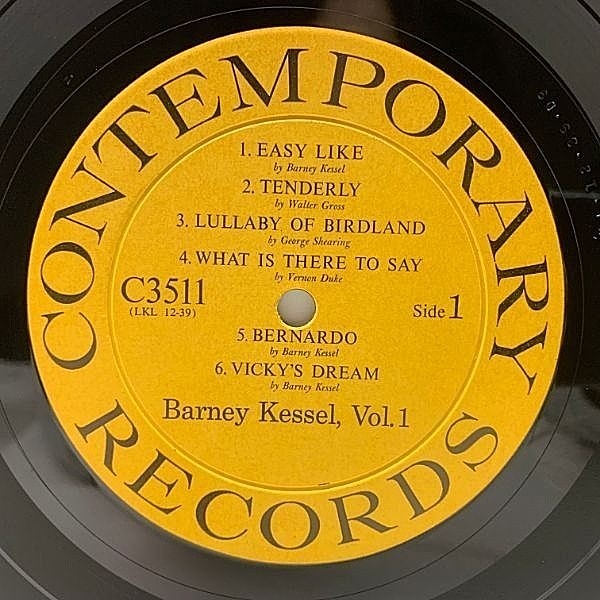 CONTEMPORARY
1. EASY LIKE
by Barney Kessel
2. TENDERLY
by Walter Gross
3. LULLABY OF BIRDLAND
by George Shearing
4. WHAT IS THERE TO SAY
by Vernon Duke
C3511
(LKL 12-39)
Side 1
5. BERNARDO
by Barney Kessel
6. VICKY'S DREAM
by Barney Kessel
Barney Kessel, Vol. 1
RECORDS